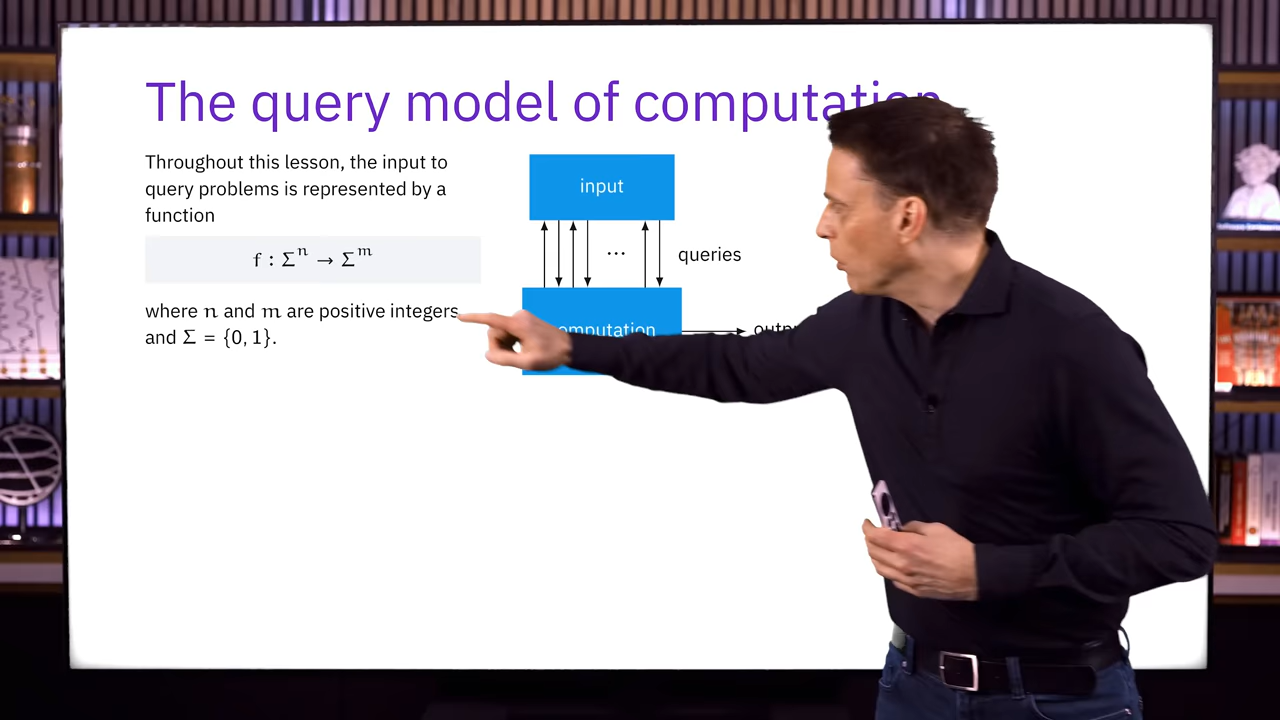 The query model of computation
Throughout this lesson, the input to
query problems is represented by a
function
f : Σⁿ → Σᵐ
where n and m are positive integers
and Σ = {0, 1}.
input
...
queries
computation